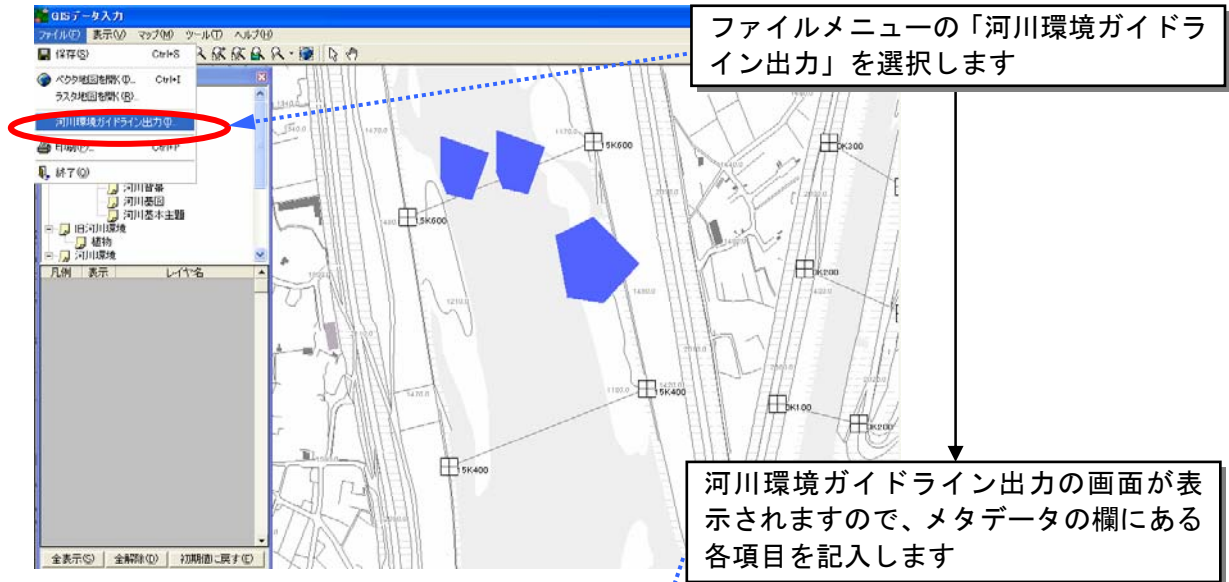 GISデータ入力
ファイル(F) 表示(V) マップ(M) ツール(T) ヘルプ(H)
保存(S) Ctrl+S
ベクタ地図を開く(I)... Ctrl+I
ラスタ地図を開く(R)...
河川環境ガイドライン出力
印刷(P)... Ctrl+P
終了(Q)
河川背景
河川基図
河川基本主題
旧河川環境
植物
河川環境
凡例 表示 レイヤ名
全表示(S) 全解除(D) 初期値に戻す(E)
ファイルメニューの「河川環境ガイドラ
イン出力」を選択します
15K600
0K300
15K600
0K200
15K400
0K100
0K200
15K400
河川環境ガイドライン出力の画面が表
示されますので、メタデータの欄にある
各項目を記入します